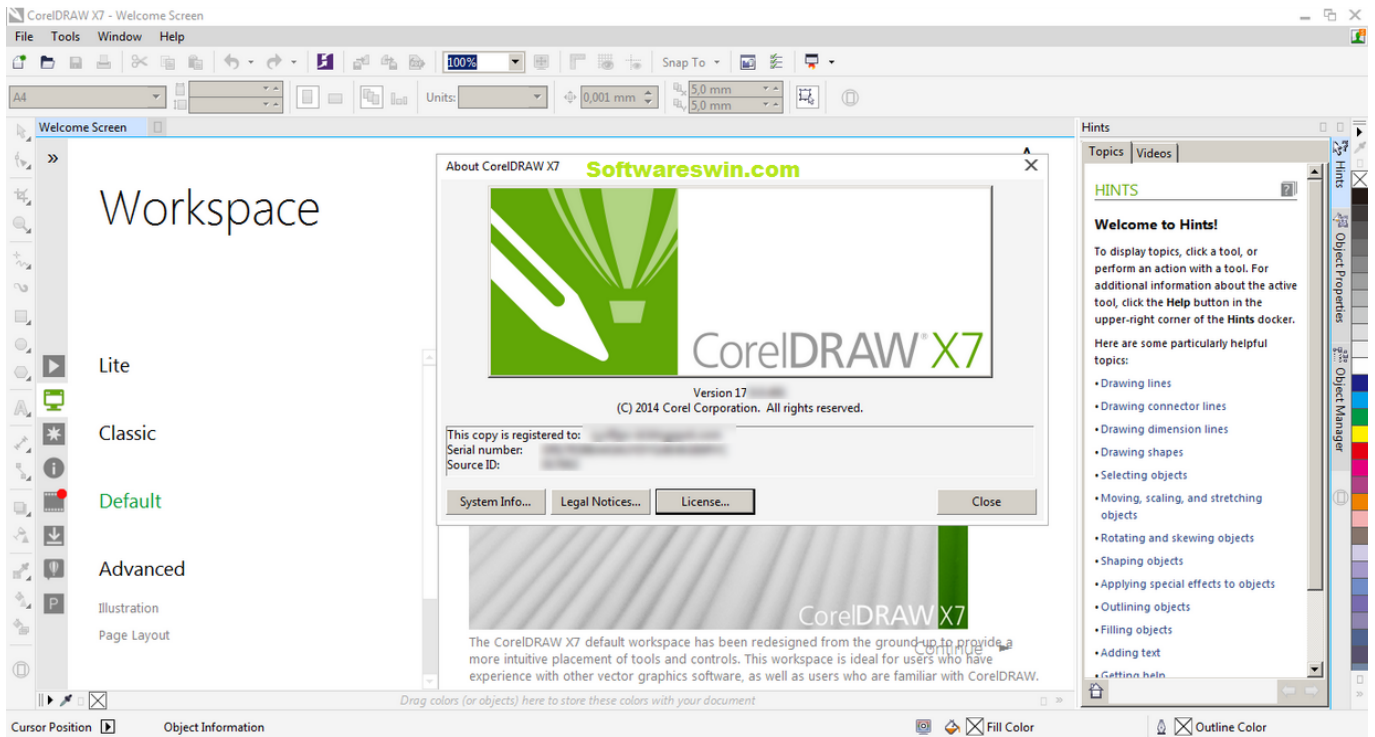 CorelDRAW X7 - Welcome Screen
File Tools Window Help
100% Snap To
A4 Units: 0,001 mm 5,0 mm
5,0 mm
Welcome Screen
Workspace
Lite
Classic
Default
Advanced
Illustration
Page Layout
About CorelDRAW X7
Softwareswin.com
CorelDRAW® X7
Version 17
(C) 2014 Corel Corporation. All rights reserved.
This copy is registered to:
Serial number:
Source ID:
System Info... Legal Notices... License... Close
CorelDRAW X7
The CorelDRAW X7 default workspace has been redesigned from the ground up to provide a
more intuitive placement of tools and controls. This workspace is ideal for users who have
experience with other vector graphics software, as well as users who are familiar with CorelDRAW.
Continue
Hints
Topics Videos
HINTS
Welcome to Hints!
To display topics, click a tool, or
perform an action with a tool. For
additional information about the active
tool, click the Help button in the
upper-right corner of the Hints docker.
Here are some particularly helpful
topics:
• Drawing lines
• Drawing connector lines
• Drawing dimension lines
• Drawing shapes
• Selecting objects
• Moving, scaling, and stretching
objects
• Rotating and skewing objects
• Shaping objects
• Applying special effects to objects
• Outlining objects
• Filling objects
• Adding text
• Getting help
Hints
Object Properties
Object Manager
Drag colors (or objects) here to store these colors with your document
Cursor Position Object Information Fill Color Outline Color